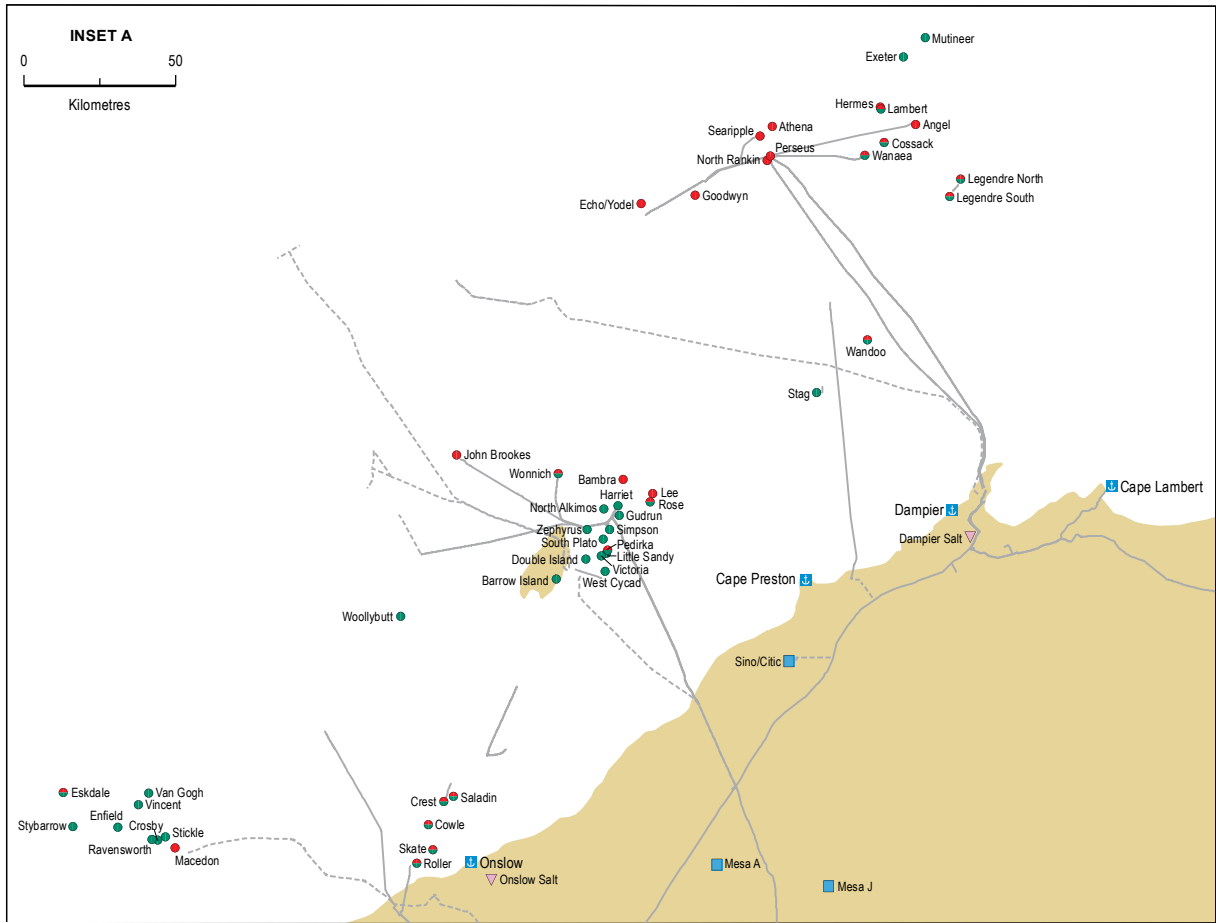 INSET A
0 50
Kilometres
Mutineer
Exeter
Hermes
Lambert
Athena
Angel
Searipple
Cossack
Perseus
Wanaea
North Rankin
Legendre North
Goodwyn
Legendre South
Echo/Yodel
Wandoo
Stag
John Brookes
Wonnich
Bambra
Lee
Rose
Harriet
North Alkimos
Gudrun
Zephyrus
Simpson
South Plato
Pedirka
Little Sandy
Double Island
Victoria
Barrow Island
West Cycad
Cape Lambert
Dampier
Dampier Salt
Cape Preston
Woollybutt
Sino/Citic
Eskdale
Van Gogh
Vincent
Enfield
Crosby
Stybarrow
Stickle
Ravensworth
Macedon
Saladin
Crest
Cowle
Skate
Roller
Onslow
Onslow Salt
Mesa A
Mesa J